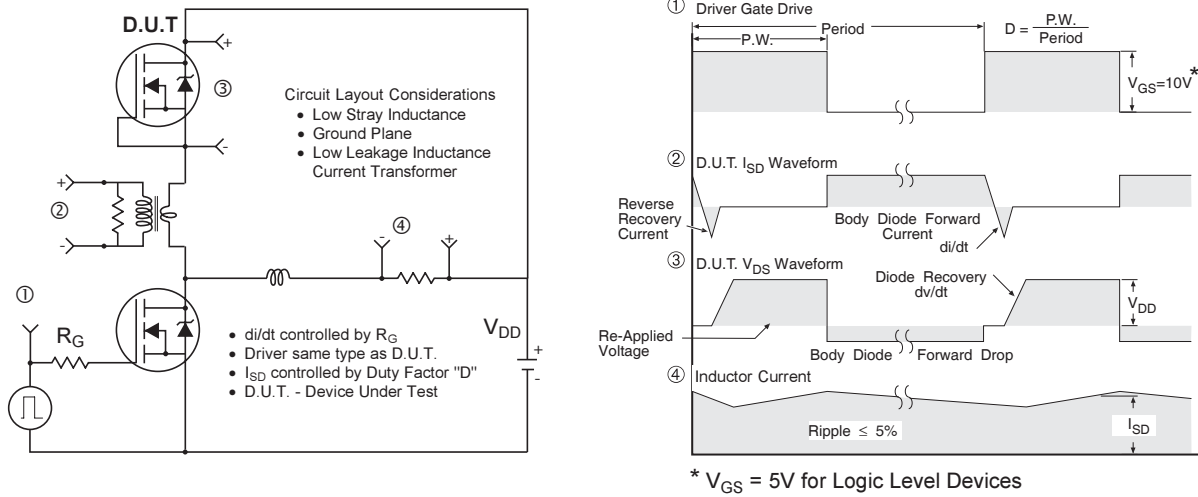 D.U.T
+
③
-
Circuit Layout Considerations
• Low Stray Inductance
• Ground Plane
• Low Leakage Inductance
Current Transformer
+
②
-
④
- +
①
R_G
V_DD
+
-
• di/dt controlled by R_G
• Driver same type as D.U.T.
• I_SD controlled by Duty Factor "D"
• D.U.T. - Device Under Test
① Driver Gate Drive
P.W.
Period
D = P.W.
Period
V_GS=10V*
② D.U.T. I_SD Waveform
Reverse
Recovery
Current
Body Diode Forward
Current
di/dt
③ D.U.T. V_DS Waveform
Diode Recovery
dv/dt
V_DD
Re-Applied
Voltage
Body Diode Forward Drop
④ Inductor Current
Ripple ≤ 5%
I_SD
* V_GS = 5V for Logic Level Devices